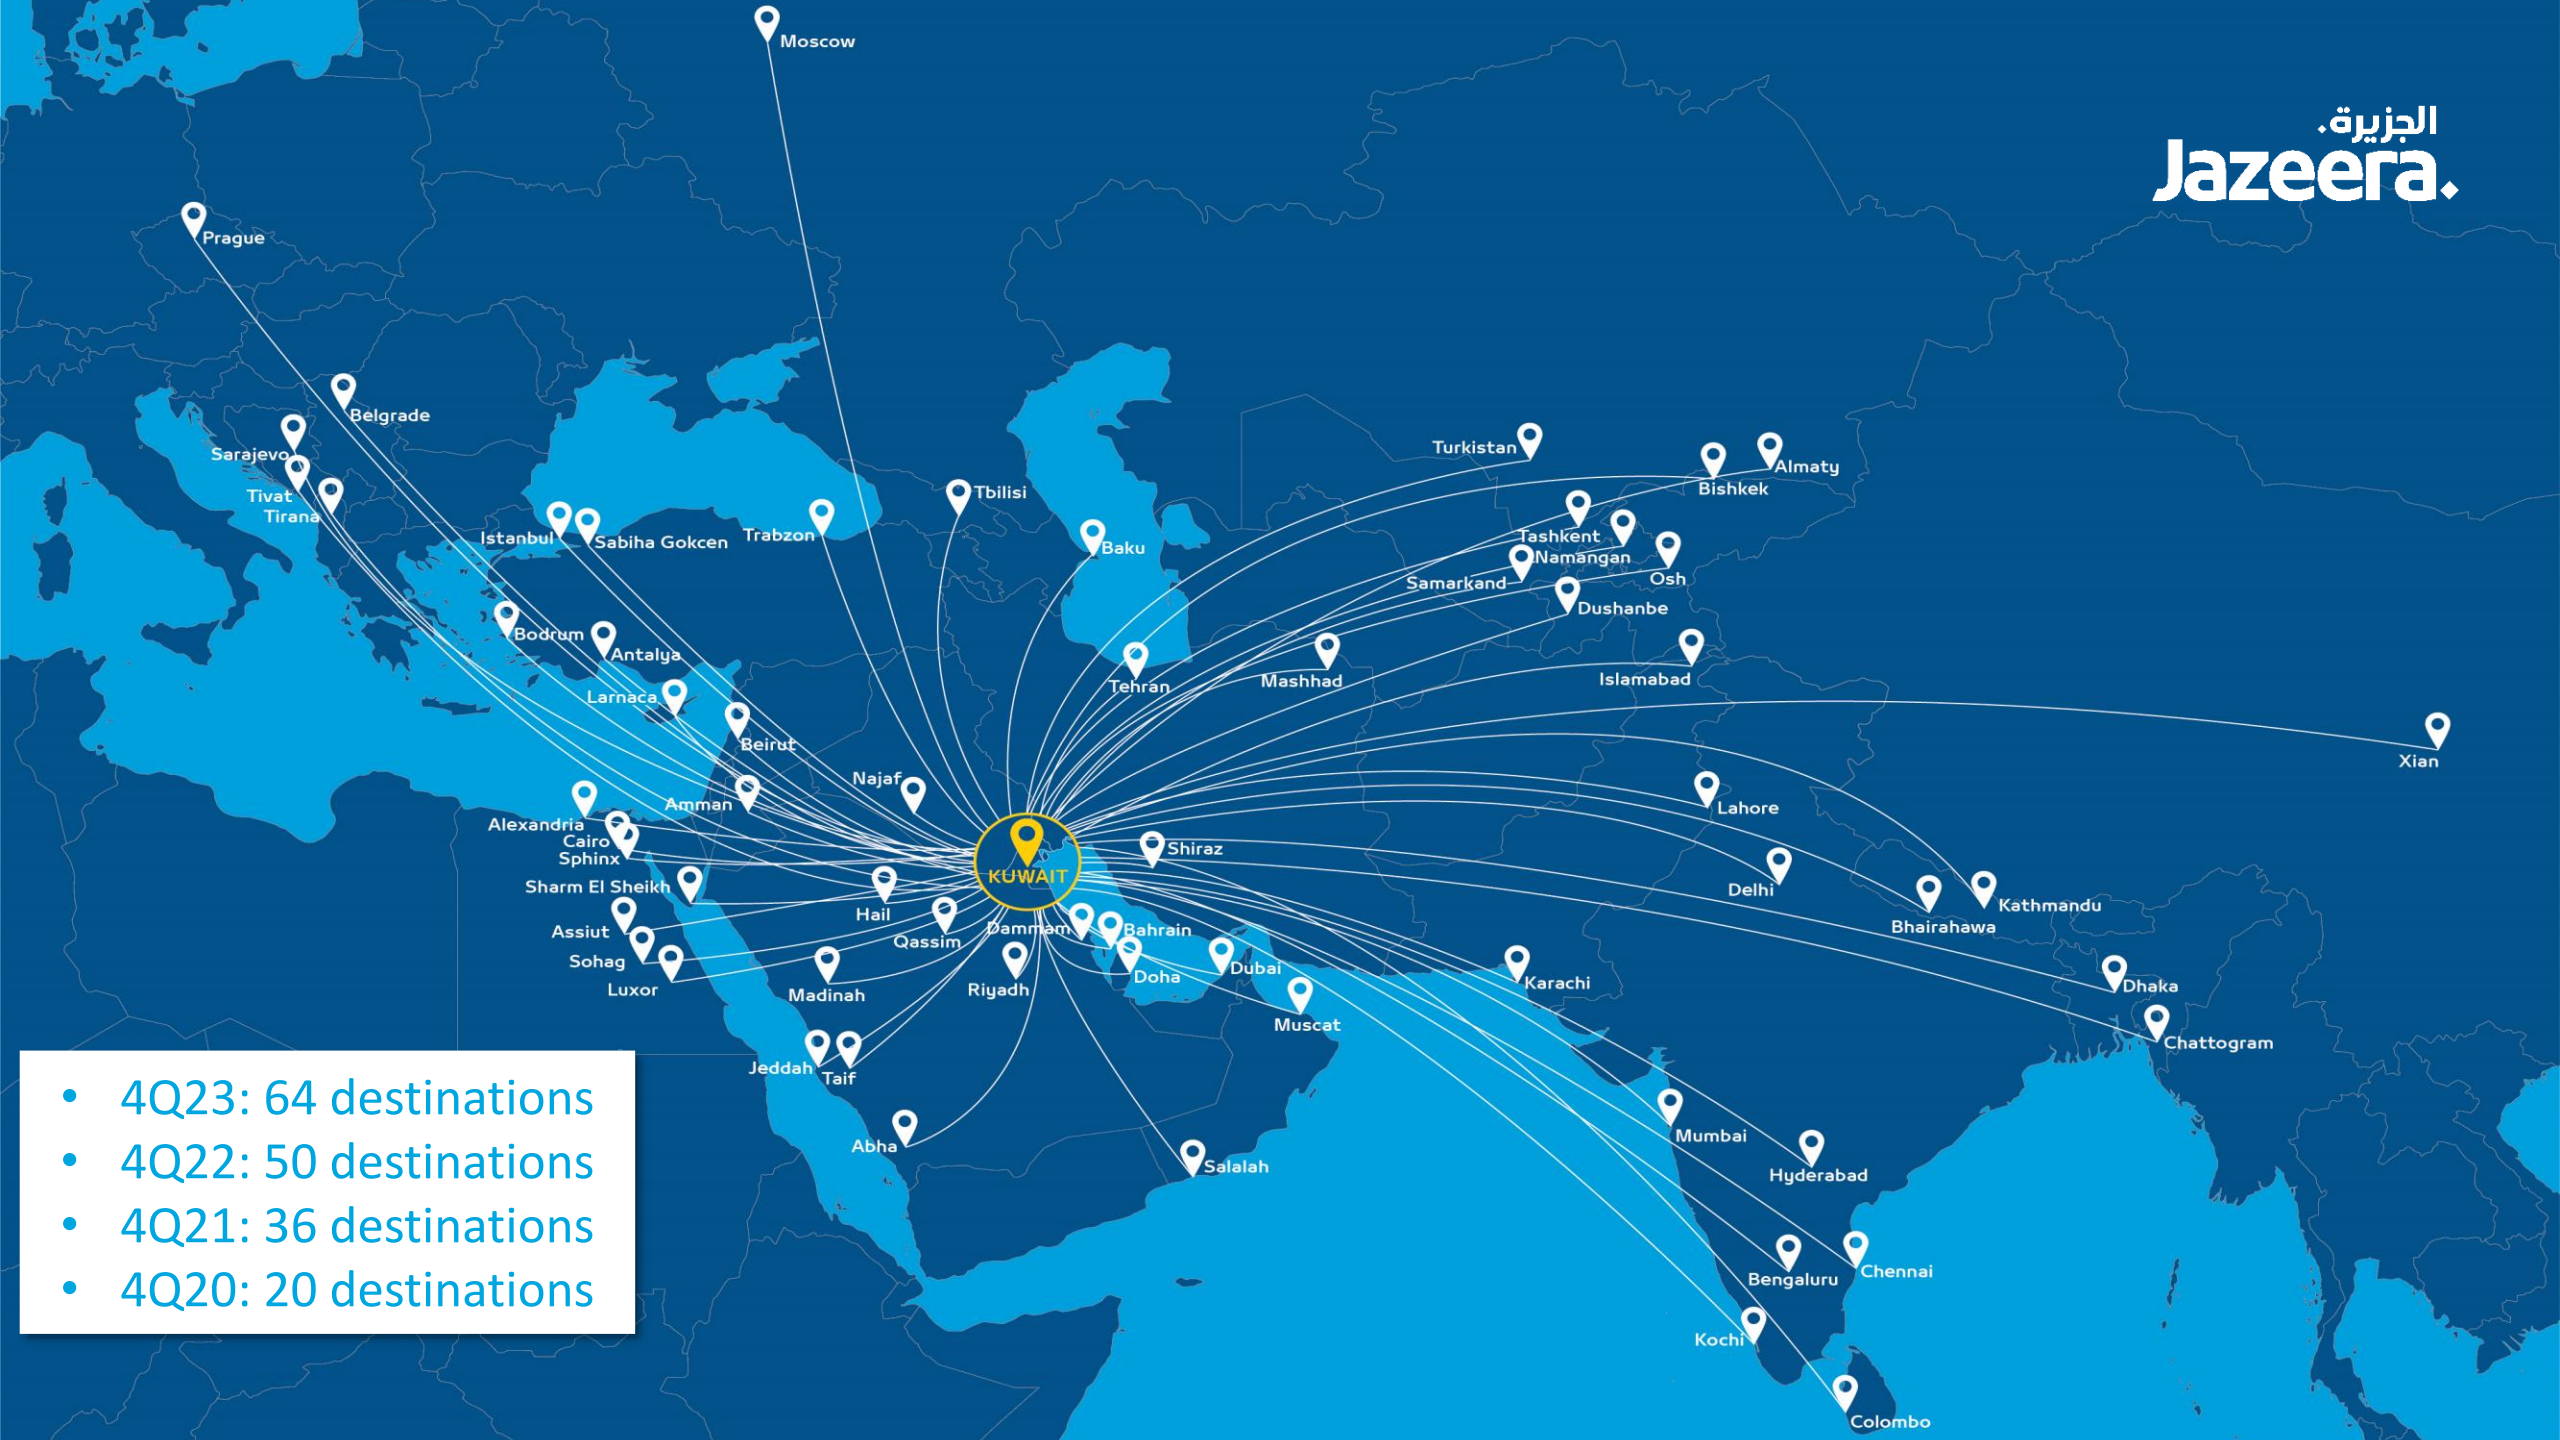 Moscow
الجزيرة.
Jazeera.
Prague
Belgrade
Sarajevo
Tivat
Tirana
Istanbul
Sabiha Gokcen
Trabzon
Tbilisi
Baku
Turkistan
Bishkek
Almaty
Tashkent
Namangan
Samarkand
Osh
Dushanbe
Bodrum
Antalya
Larnaca
Beirut
Tehran
Mashhad
Islamabad
Xian
Najaf
Amman
Alexandria
Cairo
Sphinx
Sharm El Sheikh
Assiut
Sohag
Luxor
KUWAIT
Shiraz
Lahore
Delhi
Bhairahawa
Kathmandu
Hail
Qassim
Dammam
Bahrain
Doha
Dubai
Riyadh
Madinah
Muscat
Karachi
Dhaka
Chattogram
Jeddah
Taif
Abha
Salalah
Mumbai
Hyderabad
Bengaluru
Chennai
Kochi
Colombo
• 4Q23: 64 destinations
• 4Q22: 50 destinations
• 4Q21: 36 destinations
• 4Q20: 20 destinations